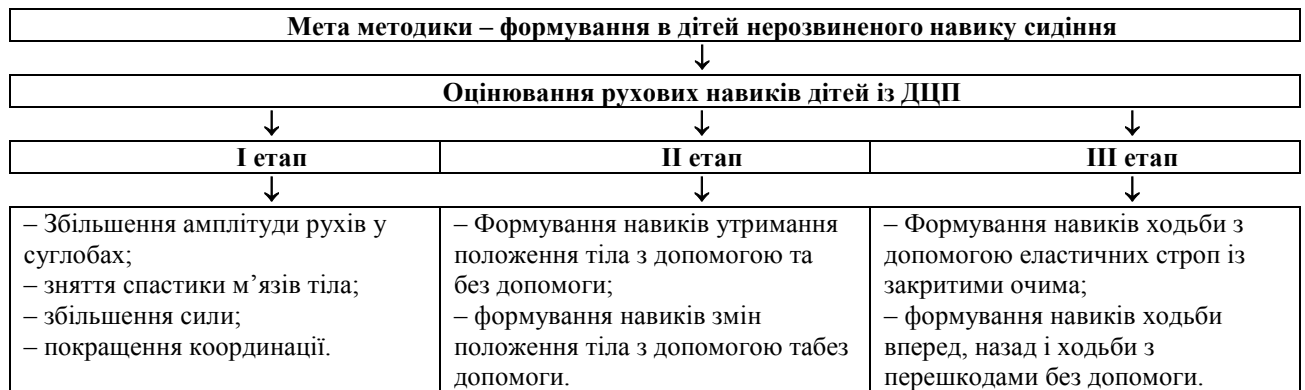 Мета методики – формування в дітей нерозвиненого навику сидіння
↓
Оцінювання рухових навиків дітей із ДЦП
↓ ↓ ↓
І етап ІІ етап ІІІ етап
↓ ↓ ↓
– Збільшення амплітуди рухів у
суглобах;
– зняття спастики м’язів тіла;
– збільшення сили;
– покращення координації.
– Формування навиків утримання
положення тіла з допомогою та
без допомоги;
– формування навиків змін
положення тіла з допомогою табез
допомоги.
– Формування навиків ходьби з
допомогою еластичних строп із
закритими очима;
– формування навиків ходьби
вперед, назад і ходьби з
перешкодами без допомоги.